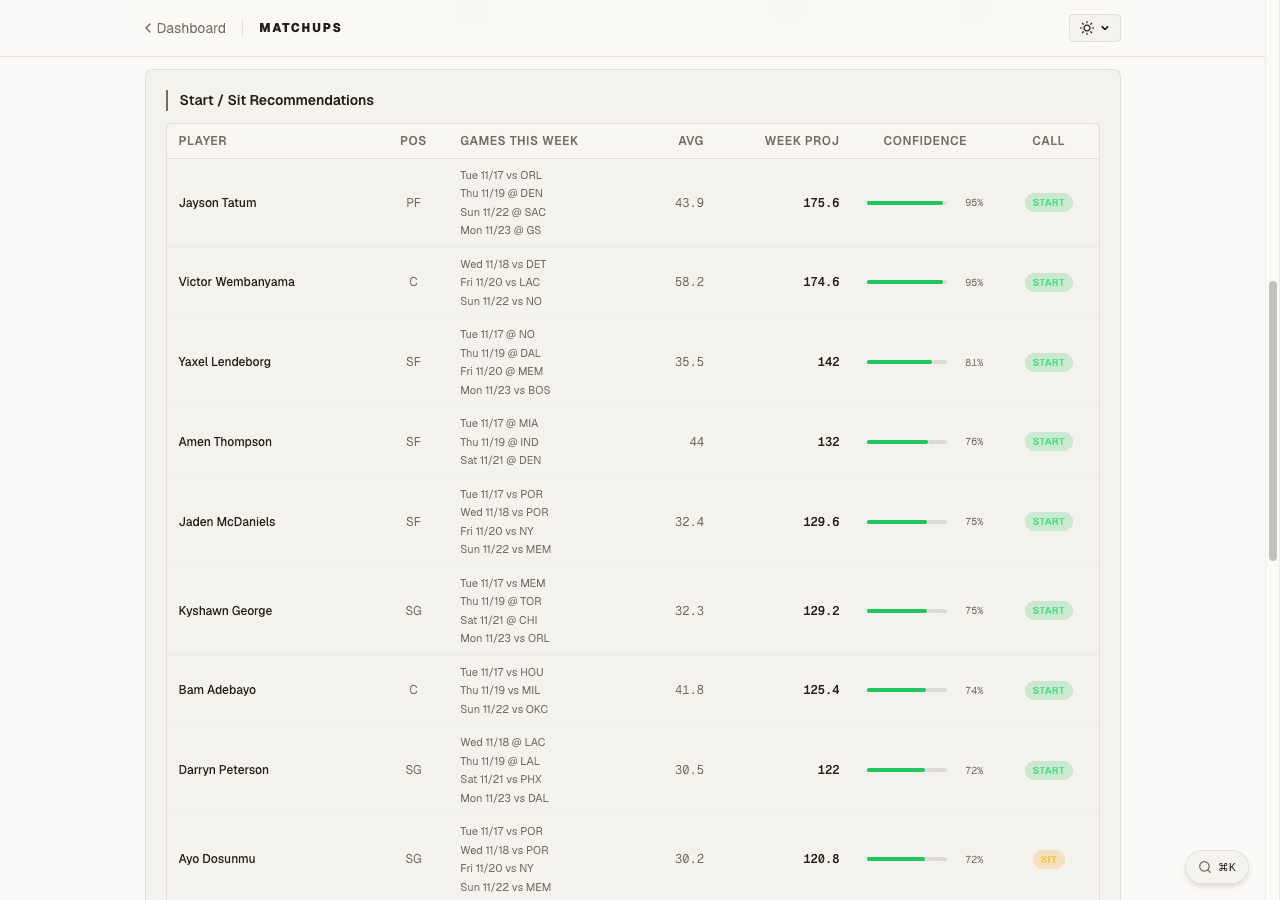 Dashboard
MATCHUPS
Start / Sit Recommendations
PLAYER POS GAMES THIS WEEK AVG WEEK PROJ CONFIDENCE CALL
Tue 11/17 vs ORL
Thu 11/19 @ DEN
Jayson Tatum PF 43.9 175.6 95% START
Sun 11/22 @ SAC
Mon 11/23 @ GS
Wed 11/18 vs DET
Victor Wembanyama C Fri 11/20 vs LAC 58.2 174.6 95% START
Sun 11/22 vs NO
Tue 11/17 @ NO
Thu 11/19 @ DAL
Yaxel Lendeborg SF 35.5 142 81% START
Fri 11/20 @ MEM
Mon 11/23 vs BOS
Tue 11/17 @ MIA
Amen Thompson SF Thu 11/19 @ IND 44 132 76% START
Sat 11/21 @ DEN
Tue 11/17 vs POR
Wed 11/18 vs POR
Jaden McDaniels SF 32.4 129.6 75% START
Fri 11/20 vs NY
Sun 11/22 vs MEM
Tue 11/17 vs MEM
Thu 11/19 @ TOR
Kyshawn George SG 32.3 129.2 75% START
Sat 11/21 @ CHI
Mon 11/23 vs ORL
Tue 11/17 vs HOU
Bam Adebayo C Thu 11/19 vs MIL 41.8 125.4 74% START
Sun 11/22 vs OKC
Wed 11/18 @ LAC
Thu 11/19 @ LAL
Darryn Peterson SG 30.5 122 72% START
Sat 11/21 vs PHX
Mon 11/23 vs DAL
Tue 11/17 vs POR
Wed 11/18 vs POR
Ayo Dosunmu SG 30.2 120.8 72% SIT
Fri 11/20 vs NY
Sun 11/22 vs MEM
⌘K